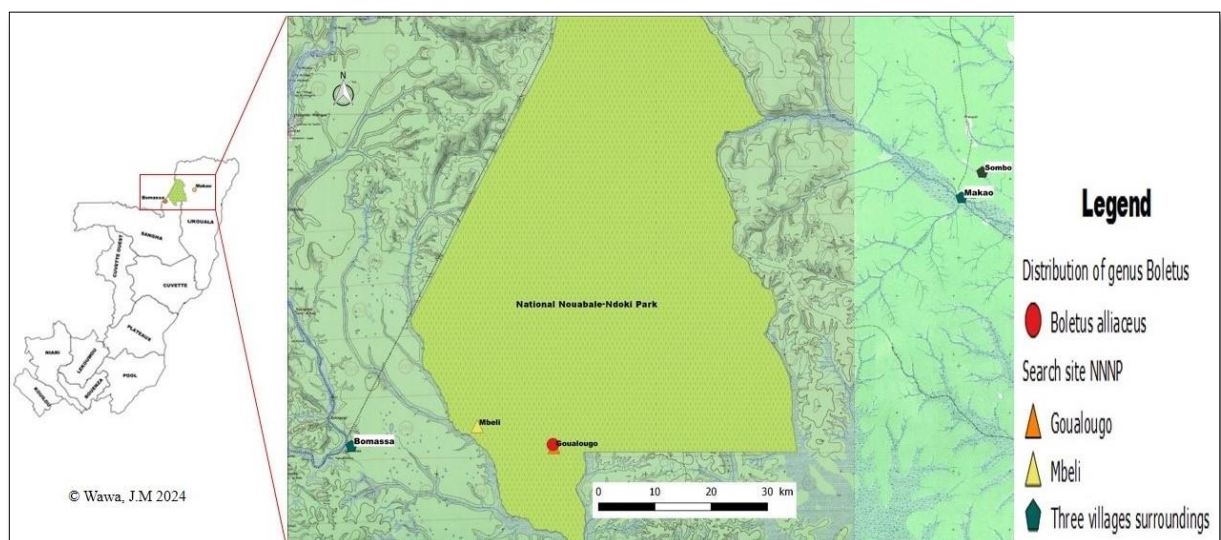 N
Bomassa
Makao
LIKOUALA
SANGHA
CUVETTE OUEST
CUVETTE
PLATEAUX
NIARI
LEKOUMOU
BOUENZA
POOL
KOUILOU
© Wawa, J.M 2024
National Nouabale-Ndoki Park
Sombo
Makao
Mbeli
Goualougo
Bomassa
0 10 20 30 km
Legend
Distribution of genus Boletus
Boletus alliaceus
Search site NNNP
Goualougo
Mbeli
Three villages surroundings